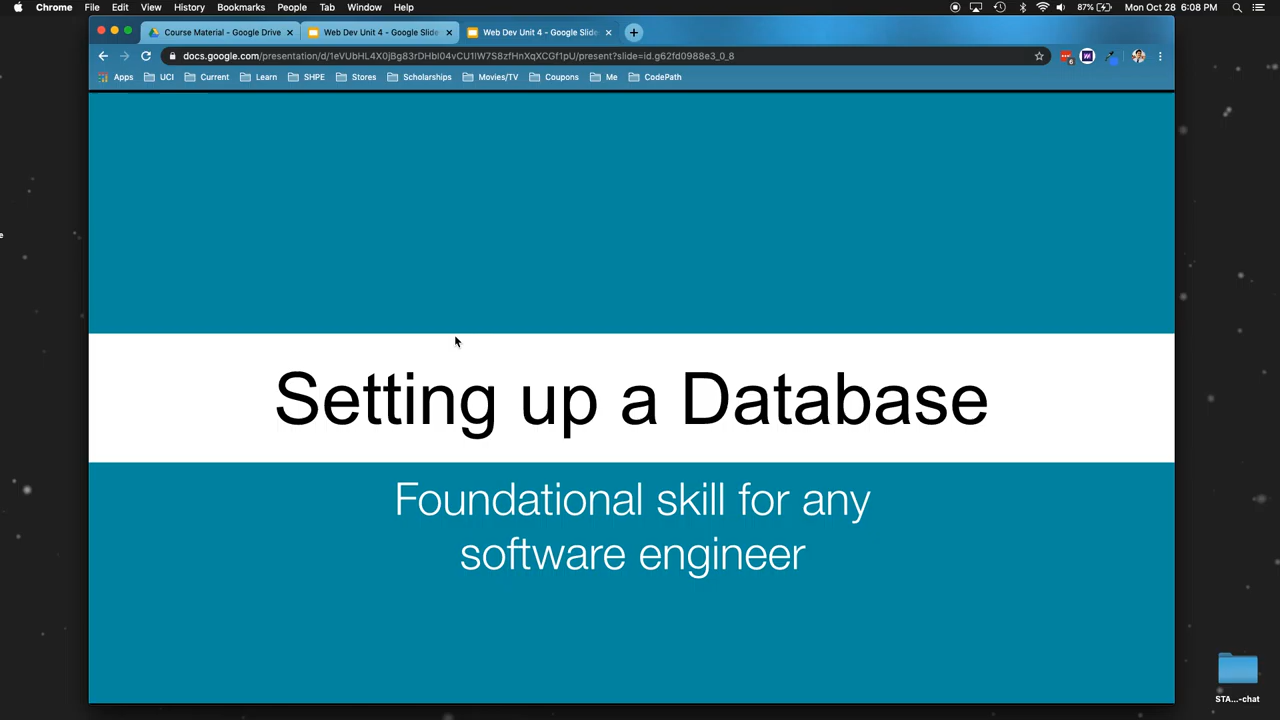 Chrome File Edit View History Bookmarks People Tab Window Help 87% Mon Oct 28 6:08 PM
Course Material - Google Drive Web Dev Unit 4 - Google Slide Web Dev Unit 4 - Google Slide
docs.google.com/presentation/d/1eVUbHL4X0jBg83rDHbI04vCU1IW7S8zfHnXqXCGf1pU/present?slide=id.g62fd0988e3_0_8
Apps UCI Current Learn SHPE Stores Scholarships Movies/TV Coupons Me CodePath
Setting up a Database
Foundational skill for any
software engineer
STA...-chat